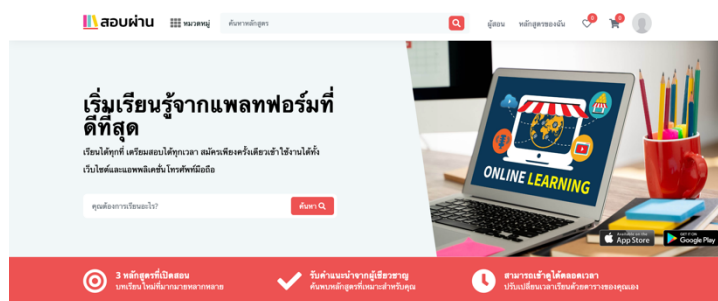 สอบผ่าน
หมวดหมู่
ค้นหาหลักสูตร
ผู้สอน
หลักสูตรของฉัน
0
0
เริ่มเรียนรู้จากแพลทฟอร์มที่
ดีที่สุด
เรียนได้ทุกที่ เตรียมสอบได้ทุกเวลา สมัครเพียงครั้งเดียวเข้าใช้งานได้ทั้ง
เว็บไซต์และแอพพลิเคชั่นโทรศัพท์มือถือ
คุณต้องการเรียนอะไร?
ค้นหา
ONLINE LEARNING
Available on the
App Store
GET IT ON
Google Play
3 หลักสูตรที่เปิดสอน
บทเรียนใหม่ที่มากมายหลากหลาย
รับคำแนะนำจากผู้เชี่ยวชาญ
ค้นพบหลักสูตรที่เหมาะสำหรับคุณ
สามารถเข้าดูได้ตลอดเวลา
ปรับเปลี่ยนเวลาเรียนด้วยตารางของคุณเอง